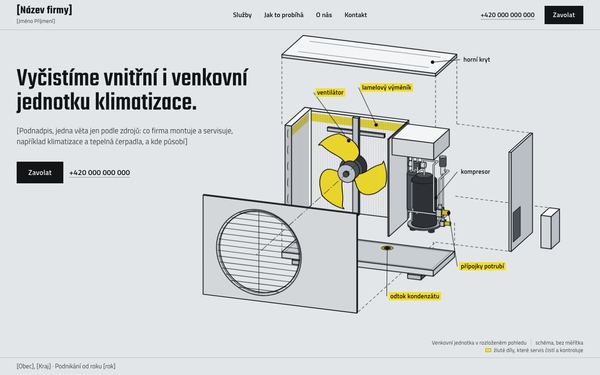 [Název firmy]
[Jméno Příjmení]
Služby Jak to probíhá O nás Kontakt
+420 000 000 000 Zavolat
Vyčistíme vnitřní i venkovní
jednotku klimatizace.
[Podnadpis, jedna věta jen podle zdrojů: co firma montuje a servisuje,
například klimatizace a tepelná čerpadla, a kde působí]
Zavolat +420 000 000 000
horní kryt
lamelový výměník
ventilátor
kompresor
přípojky potrubí
odtok kondenzátu
Venkovní jednotka v rozloženém pohledu schéma, bez měřítka
žluté díly, které servis čistí a kontroluje
[Obec], [Kraj] · Podnikání od roku [rok]